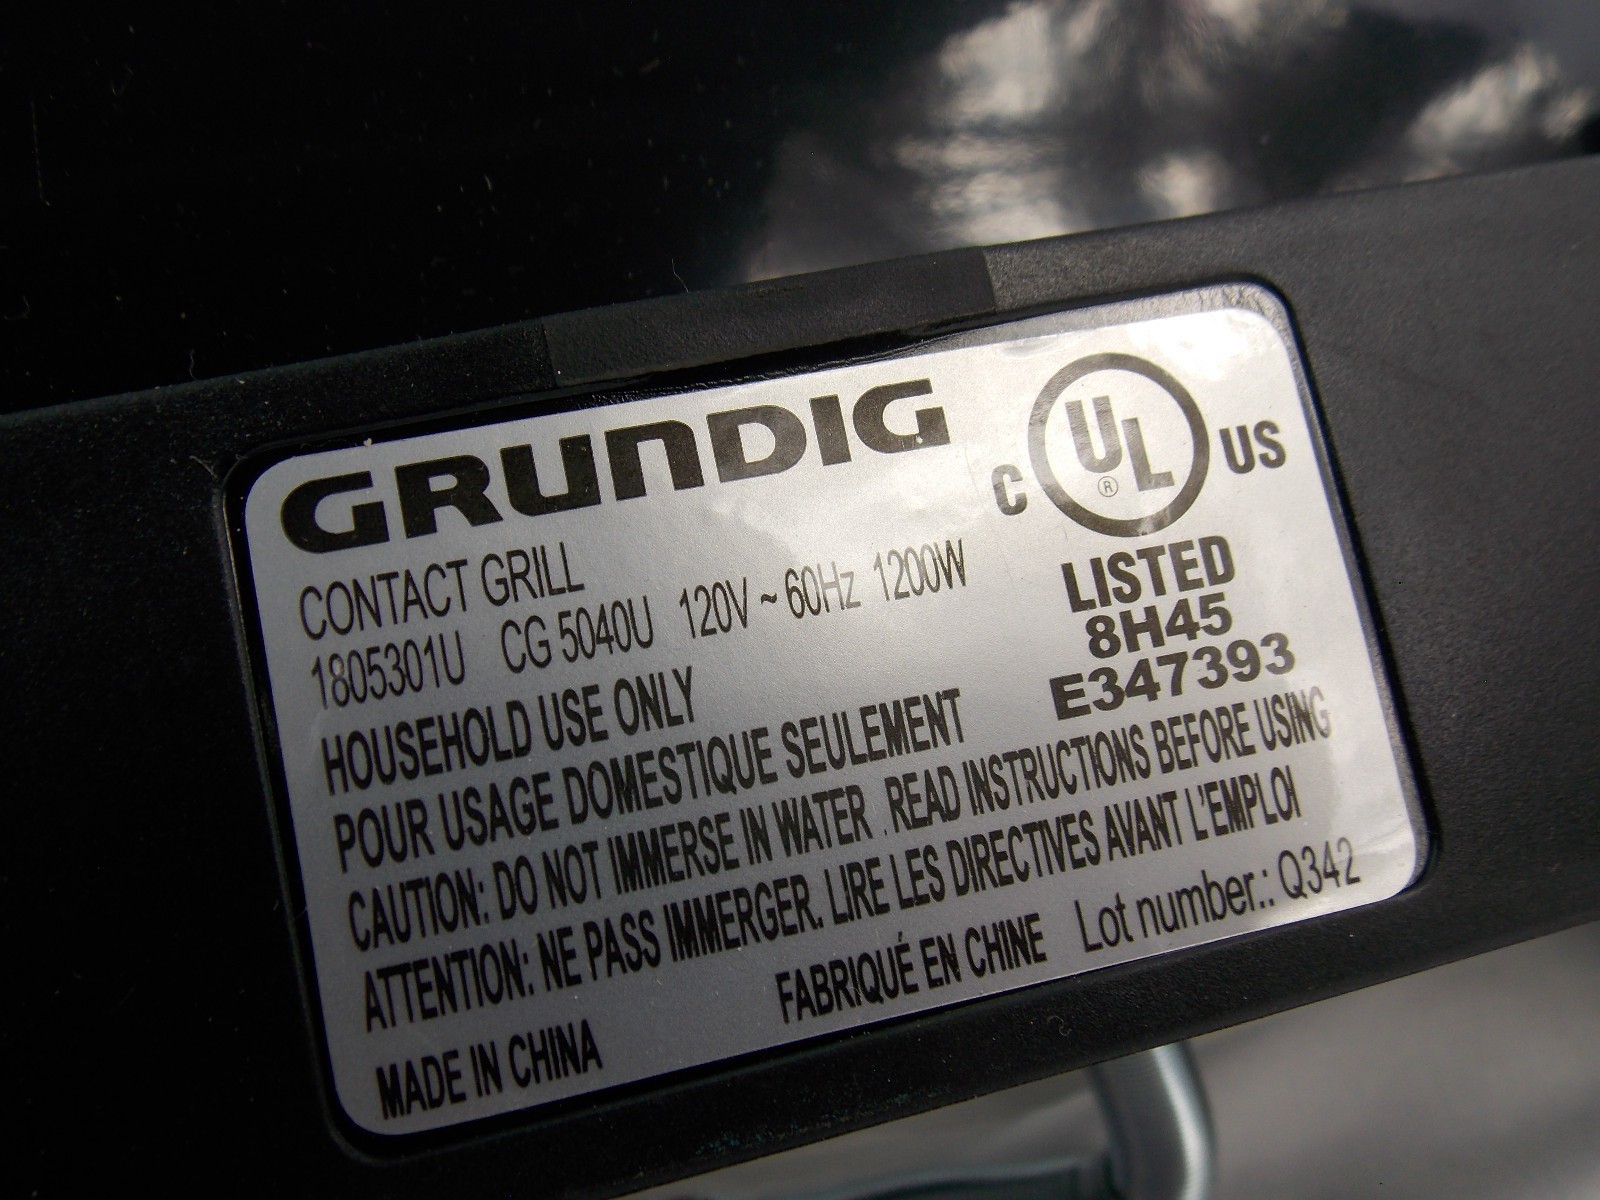 GRUNDIG
C UL ® US
LISTED
8H45
E347393
CONTACT GRILL
1805301U CG 5040U 120V ~ 60Hz 1200W
HOUSEHOLD USE ONLY
POUR USAGE DOMESTIQUE SEULEMENT
CAUTION: DO NOT IMMERSE IN WATER . READ INSTRUCTIONS BEFORE USING
ATTENTION: NE PAS IMMERGER. LIRE LES DIRECTIVES AVANT L'EMPLOI
MADE IN CHINA FABRIQUÉ EN CHINE Lot number.: Q342